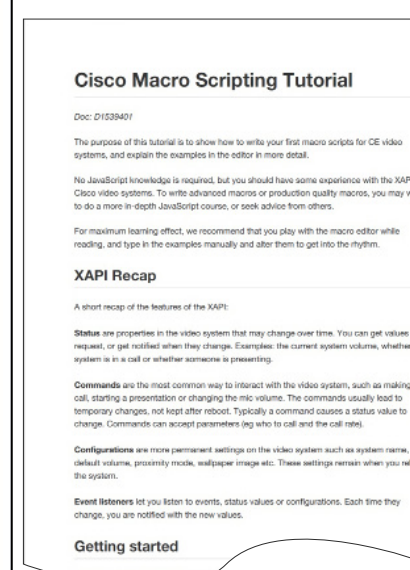 Cisco Macro Scripting Tutorial
Doc: D1539401
The purpose of this tutorial is to show how to write your first macro scripts for CE video
systems, and explain the examples in the editor in more detail.
No JavaScript knowledge is required, but you should have some experience with the XAP
Cisco video systems. To write advanced macros or production quality macros, you may w
to do a more in-depth JavaScript course, or seek advice from others.
For maximum learning effect, we recommend that you play with the macro editor while
reading, and type in the examples manually and alter them to get into the rhythm.
XAPI Recap
A short recap of the features of the XAPI:
Status are properties in the video system that may change over time. You can get values
request, or get notified when they change. Examples: the current system volume, whether
system is in a call or whether someone is presenting.
Commands are the most common way to interact with the video system, such as making
call, starting a presentation or changing the mic volume. The commands usually lead to
temporary changes, not kept after reboot. Typically a command causes a status value to
change. Commands can accept parameters (eg who to call and the call rate).
Configurations are more permanent settings on the video system such as system name,
default volume, proximity mode, wallpaper image etc. These settings remain when you re
the system.
Event listeners let you listen to events, status values or configurations. Each time they
change, you are notified with the new values.
Getting started